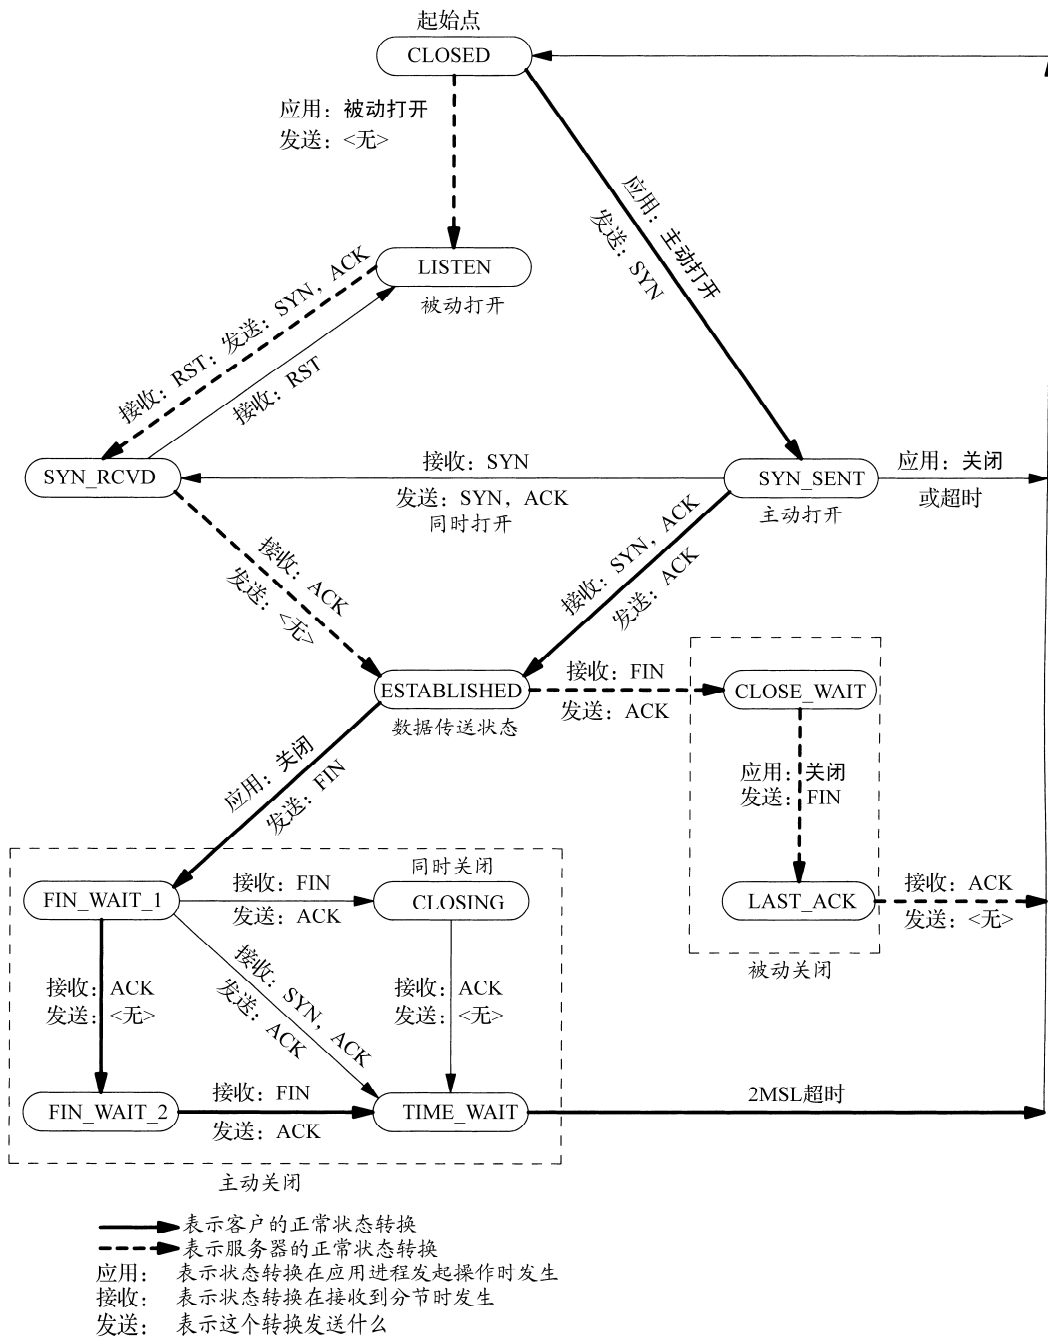 起始点
CLOSED
应用：被动打开
发送：<无>
应用：主动打开
发送：SYN
LISTEN
被动打开
接收：RST；发送：SYN，ACK
接收：RST
SYN_RCVD
接收：SYN
发送：SYN，ACK
同时打开
SYN_SENT
主动打开
应用：关闭
或超时
接收：ACK
发送：<无>
接收：SYN，ACK
发送：ACK
ESTABLISHED
数据传送状态
接收：FIN
发送：ACK
CLOSE_WAIT
应用：关闭
发送：FIN
应用：关闭
发送：FIN
同时关闭
FIN_WAIT_1
接收：FIN
发送：ACK
CLOSING
LAST_ACK
接收：ACK
发送：<无>
被动关闭
接收：ACK
发送：<无>
接收：SYN，ACK
发送：ACK
接收：ACK
发送：<无>
FIN_WAIT_2
接收：FIN
发送：ACK
TIME_WAIT
2MSL超时
主动关闭
表示客户的正常状态转换
表示服务器的正常状态转换
应用： 表示状态转换在应用进程发起操作时发生
接收： 表示状态转换在接收到分节时发生
发送： 表示这个转换发送什么